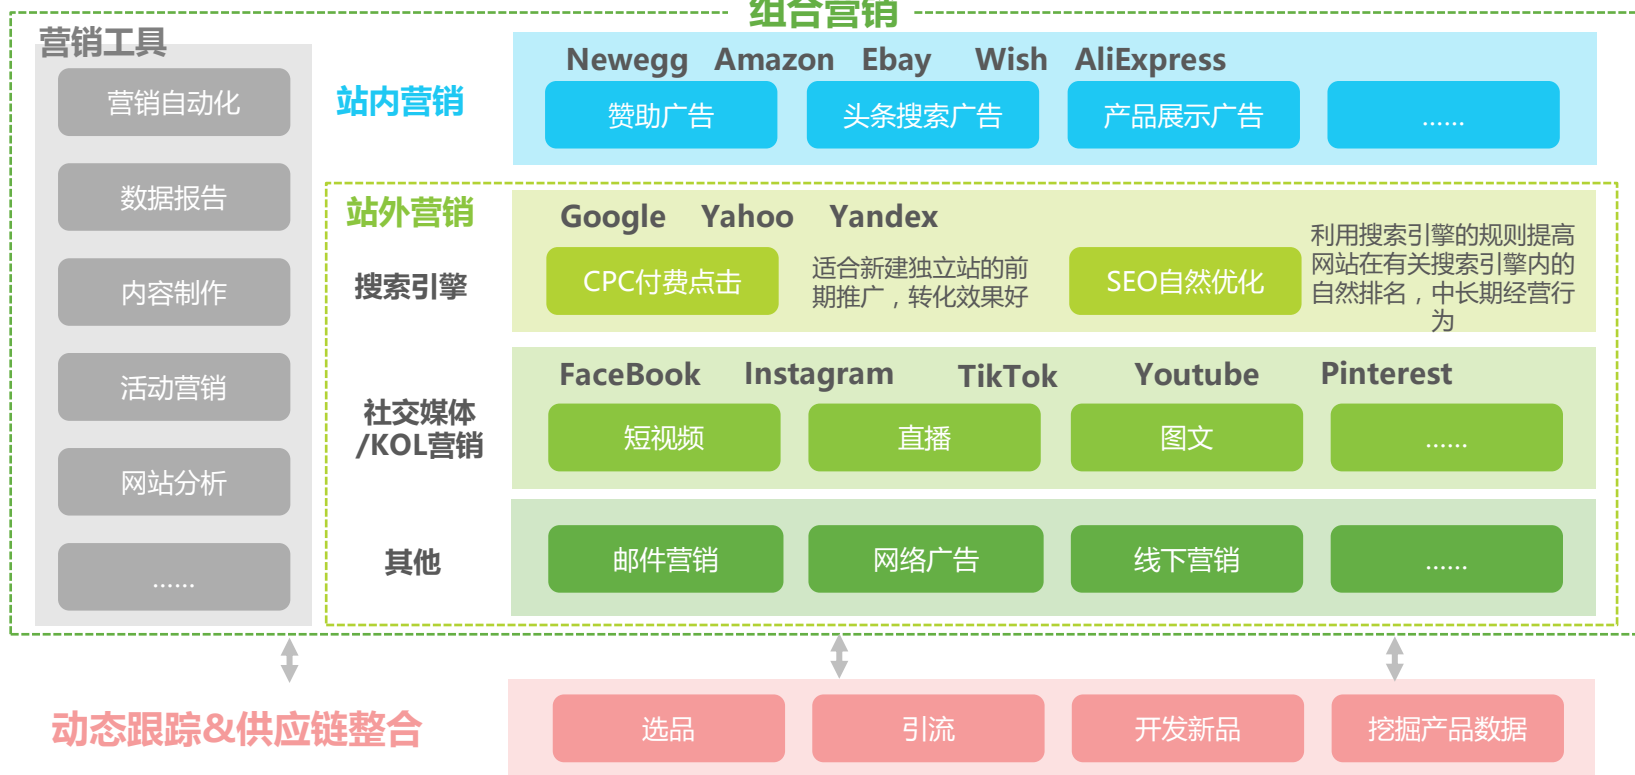 组合营销
营销工具
营销自动化
数据报告
内容制作
活动营销
网站分析
......
站内营销
Newegg Amazon Ebay Wish AliExpress
赞助广告 头条搜索广告 产品展示广告 ......
站外营销
Google Yahoo Yandex
搜索引擎
CPC付费点击
适合新建独立站的前
期推广，转化效果好
SEO自然优化
利用搜索引擎的规则提高
网站在有关搜索引擎内的
自然排名，中长期经营行
为
社交媒体
/KOL营销
FaceBook Instagram TikTok Youtube Pinterest
短视频 直播 图文 ......
其他
邮件营销 网络广告 线下营销 ......
动态跟踪&供应链整合
选品 引流 开发新品 挖掘产品数据